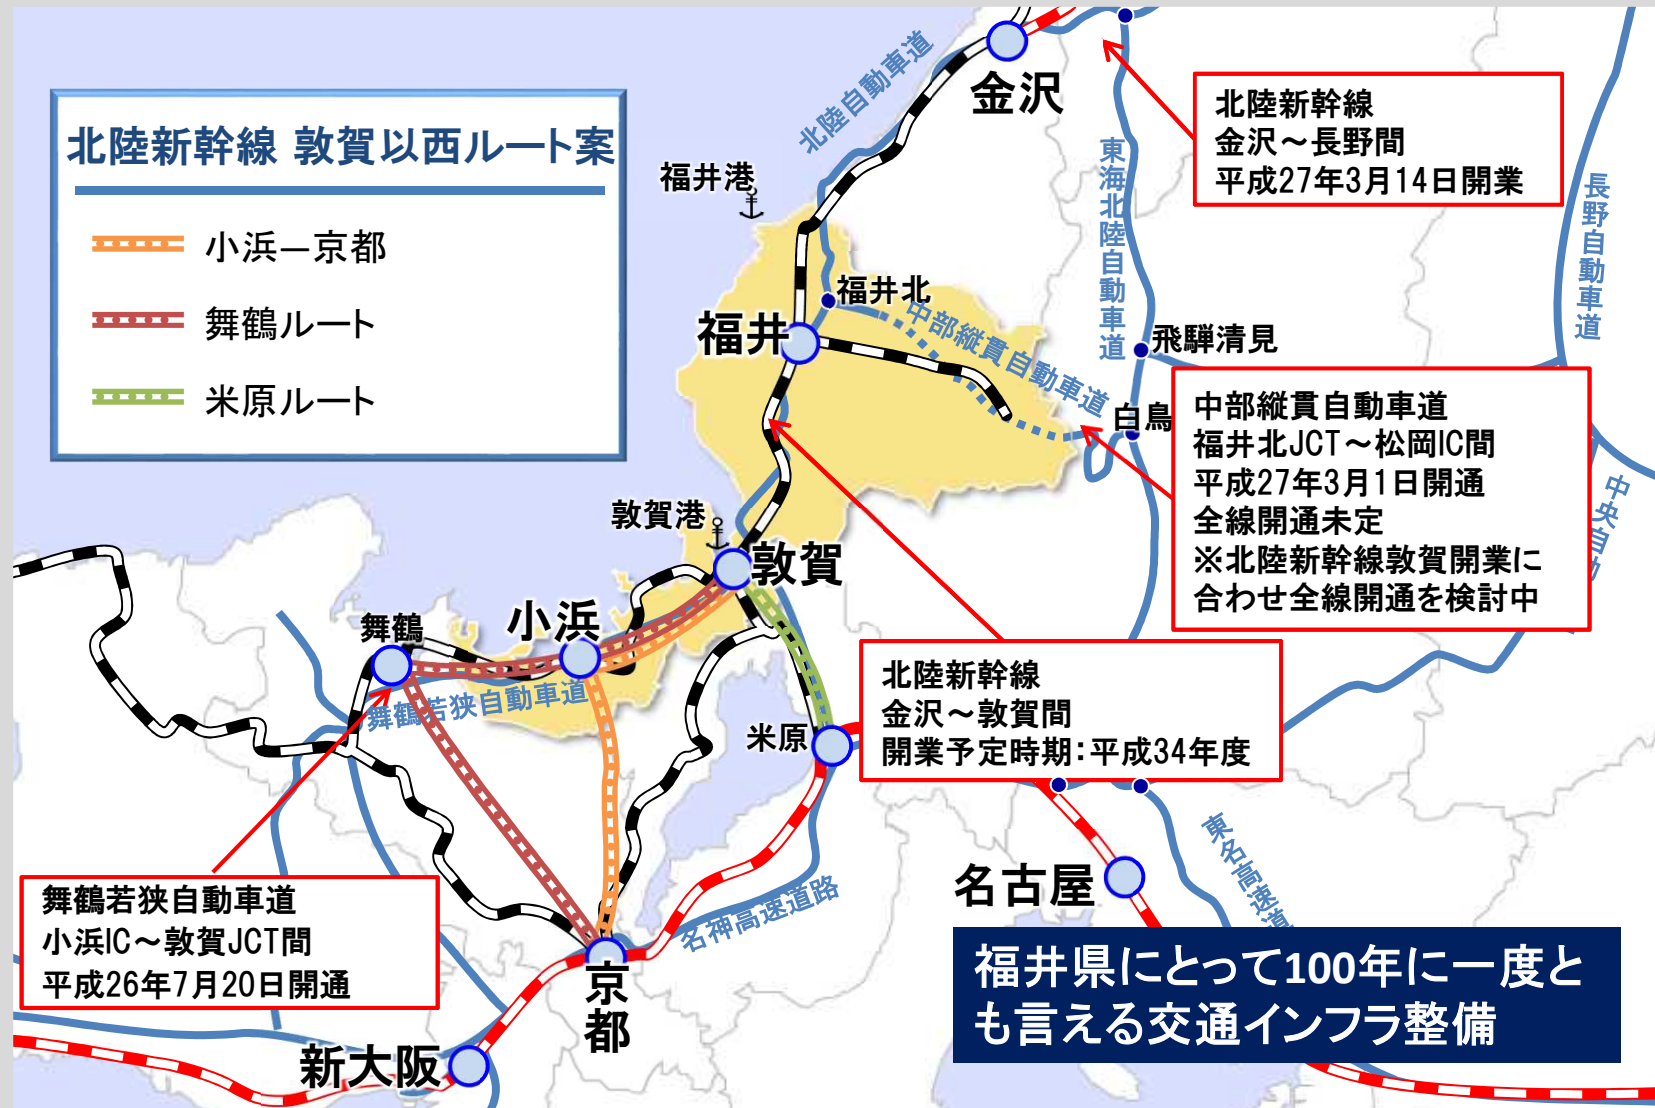 北陸新幹線 敦賀以西ルート案
小浜―京都
舞鶴ルート
米原ルート
金沢
北陸自動車道
福井港
東海北陸自動車道
北陸新幹線
金沢～長野間
平成27年3月14日開業
長野自動車道
福井北
福井
中部縦貫自動車道
飛騨清見
白鳥
中部縦貫自動車道
福井北JCT～松岡IC間
平成27年3月1日開通
全線開通未定
※北陸新幹線敦賀開業に
合わせ全線開通を検討中
中央自動
敦賀港
敦賀
小浜
舞鶴
舞鶴若狭自動車道
米原
北陸新幹線
金沢～敦賀間
開業予定時期：平成34年度
名古屋
東名高速道
名神高速道路
舞鶴若狭自動車道
小浜IC～敦賀JCT間
平成26年7月20日開通
京都
新大阪
福井県にとって100年に一度と
も言える交通インフラ整備